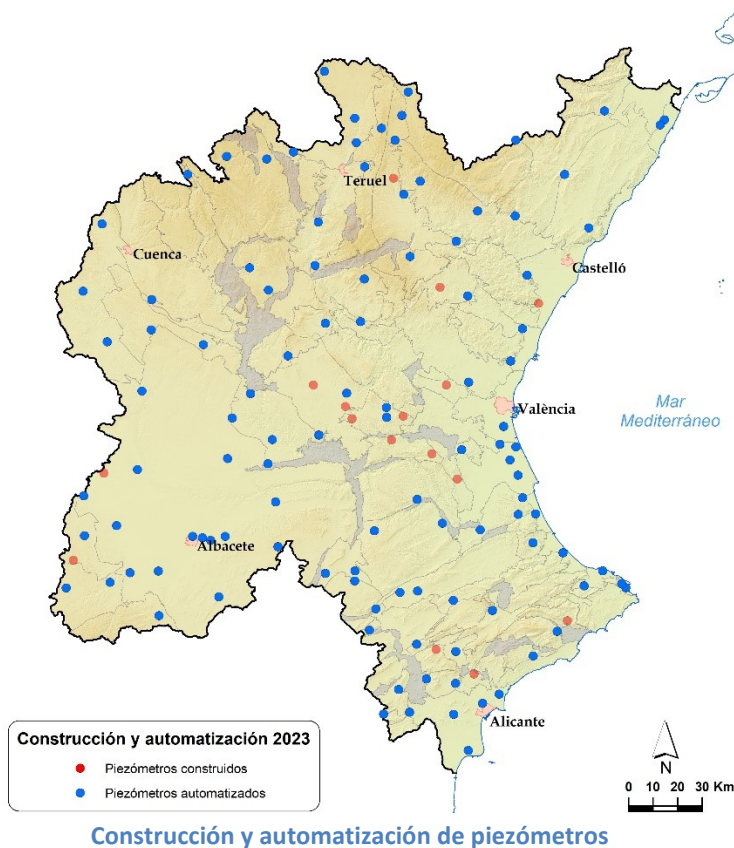 Teruel
Cuenca
Castelló
València
Mar
Mediterráneo
Albacete
Alicante
Construcción y automatización 2023
Piezómetros construidos
Piezómetros automatizados
N
0 10 20 30 Km
Construcción y automatización de piezómetros